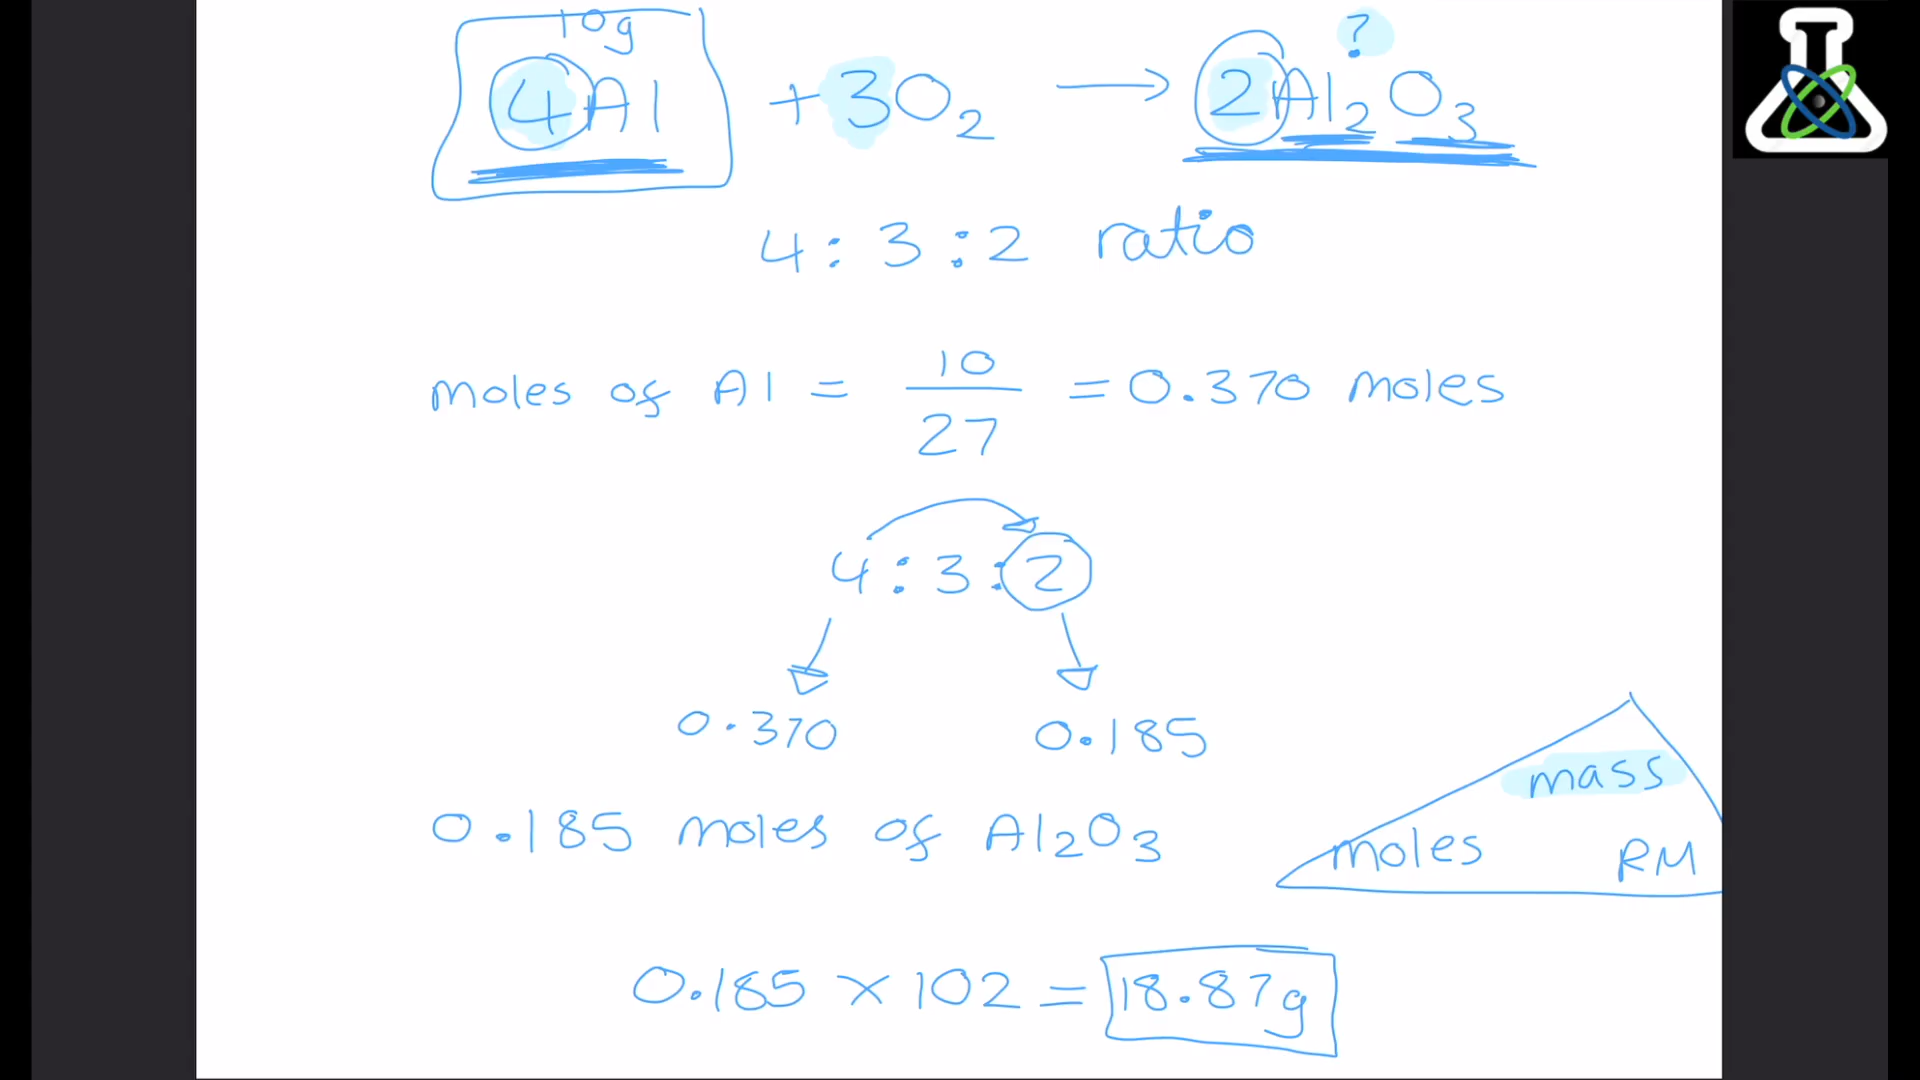 10g ?
4Al + 3O₂ → 2Al₂O₃
4:3:2 ratio
moles of Al = 10/27 = 0.370 moles
4:3:2
0.370 0.185
mass
moles RM
0.185 moles of Al₂O₃
0.185 × 102 = 18.87g